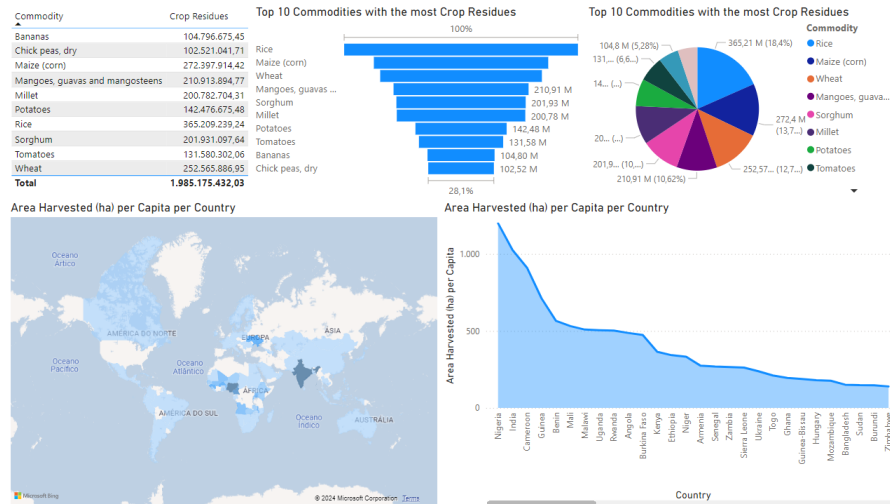 Commodity Crop Residues
Bananas 104.796.675,45
Chick peas, dry 102.521.041,71
Maize (corn) 272.397.914,42
Mangoes, guavas and mangosteens 210.913.894,77
Millet 200.782.704,31
Potatoes 142.476.675,48
Rice 365.209.239,24
Sorghum 201.931.097,64
Tomatoes 131.580.302,06
Wheat 252.565.886,95
Total 1.985.175.432,03
Top 10 Commodities with the most Crop Residues
100%
Rice
Maize (corn)
Wheat
Mangoes, guavas ... 210,91 M
Sorghum 201,93 M
Millet 200,78 M
Potatoes 142,48 M
Tomatoes 131,58 M
Bananas 104,80 M
Chick peas, dry 102,52 M
28,1%
Top 10 Commodities with the most Crop Residues
104,8 M (5,28%)
365,21 M (18,4%)
131,... (6,6...)
14... (...)
272,4 M
(13,7...)
20... (...)
201,9... (10,...)
252,57... (12,7...)
210,91 M (10,62%)
Commodity
Rice
Maize (corn)
Wheat
Mangoes, guava...
Sorghum
Millet
Potatoes
Tomatoes
Area Harvested (ha) per Capita per Country
Oceano
Ártico
AMÉRICA DO NORTE
EUROPA
ÁSIA
Oceano
Pacífico
Oceano
Atlântico
ÁFRICA
AMÉRICA DO SUL
Oceano
Índico
AUSTRÁLIA
Microsoft Bing
© 2024 Microsoft Corporation Terms
Area Harvested (ha) per Capita per Country
Area Harvested (ha) per Capita
1.000
500
0
Nigeria
India
Cameroon
Guinea
Benin
Mali
Malawi
Uganda
Rwanda
Angola
Burkina Faso
Kenya
Ethiopia
Niger
Armenia
Senegal
Zambia
Sierra Leone
Ukraine
Togo
Ghana
Guinea-Bissau
Hungary
Mozambique
Bangladesh
Sudan
Burundi
Zimbabwe
Country